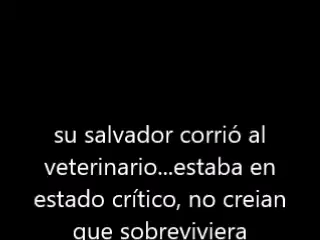 su salvador corrió al
veterinario...estaba en
estado crítico, no creian
que sobreviviera